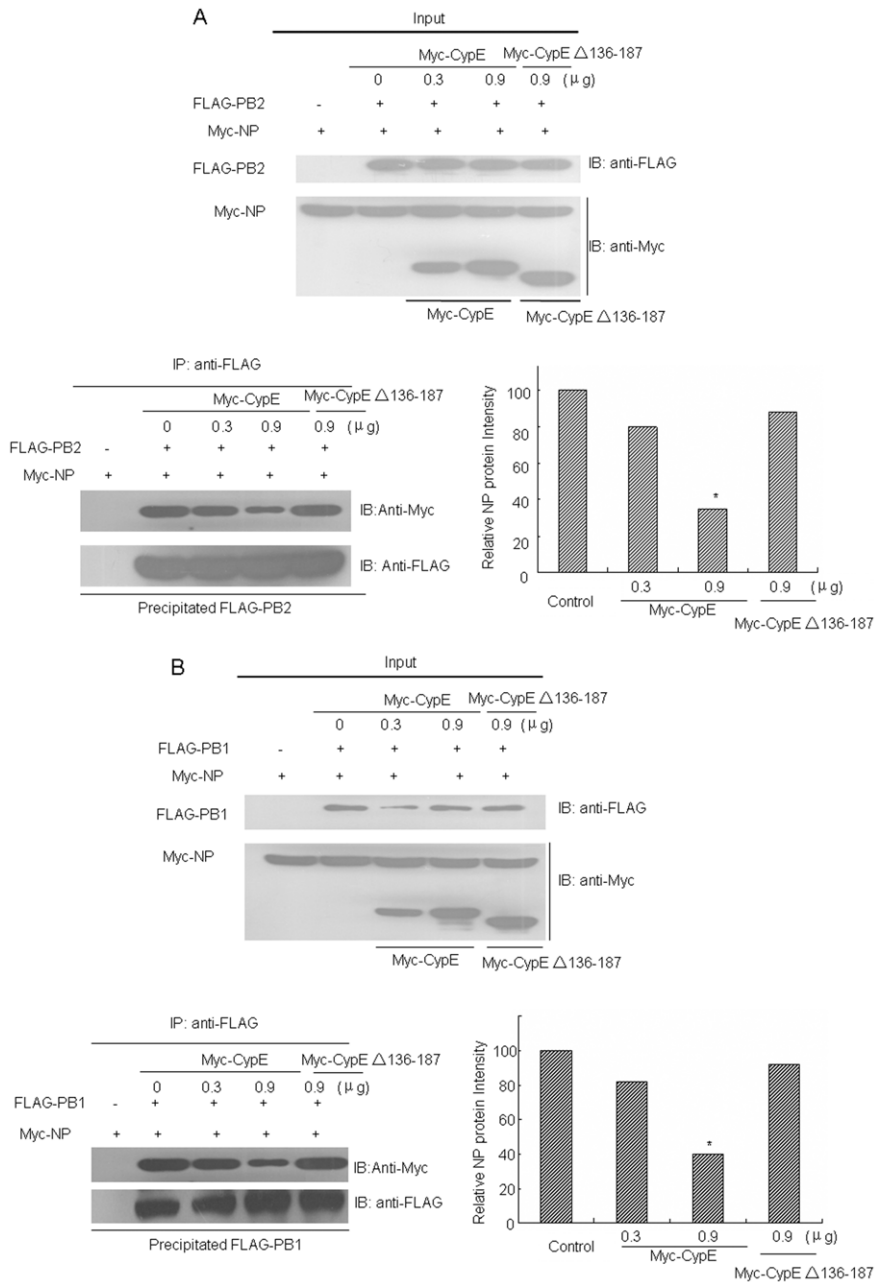 A
Input
Myc-CypE Myc-CypE △136-187
0 0.3 0.9 0.9 (μg)
FLAG-PB2 - + + + +
Myc-NP + + + + +
FLAG-PB2 IB: anti-FLAG
Myc-NP
IB: anti-Myc
Myc-CypE Myc-CypE △136-187
IP: anti-FLAG
Myc-CypE Myc-CypE △136-187
0 0.3 0.9 0.9 (μg)
FLAG-PB2 - + + + +
Myc-NP + + + + +
IB:Anti-Myc
IB: Anti-FLAG
Precipitated FLAG-PB2
Relative NP protein Intensity
100
80
60
40
20
0
*
0.3 0.9 0.9 (μg)
Control Myc-CypE
Myc-CypE △136-187
B
Input
Myc-CypE Myc-CypE △136-187
0 0.3 0.9 0.9 (μg)
FLAG-PB1 - + + + +
Myc-NP + + + + +
FLAG-PB1 IB: anti-FLAG
Myc-NP
IB: anti-Myc
Myc-CypE Myc-CypE △136-187
IP: anti-FLAG
Myc-CypE Myc-CypE △136-187
0 0.3 0.9 0.9 (μg)
FLAG-PB1 - + + + +
Myc-NP + + + + +
IB:Anti-Myc
IB: anti-FLAG
Precipitated FLAG-PB1
Relative NP protein Intensity
100
80
60
40
20
0
*
0.3 0.9 0.9 (μg)
Control Myc-CypE
Myc-CypE △136-187